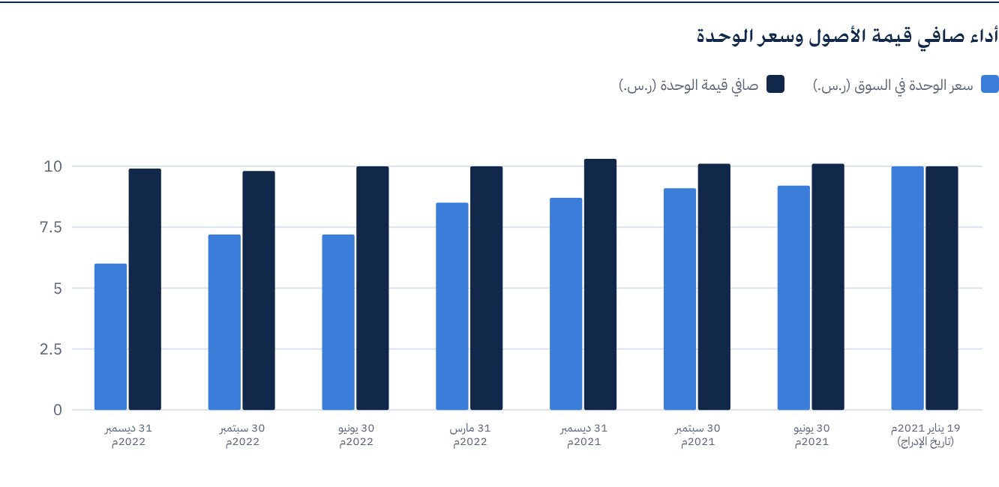 أداء صافي قيمة الأصول وسعر الوحدة
سعر الوحدة في السوق (ر.س.)
صافي قيمة الوحدة (ر.س.)
10
7.5
5
2.5
0
19 يناير 2021م
(تاريخ الإدراج)
30 يونيو
2021م
30 سبتمبر
2021م
31 ديسمبر
2021م
31 مارس
2022م
30 يونيو
2022م
30 سبتمبر
2022م
31 ديسمبر
2022م